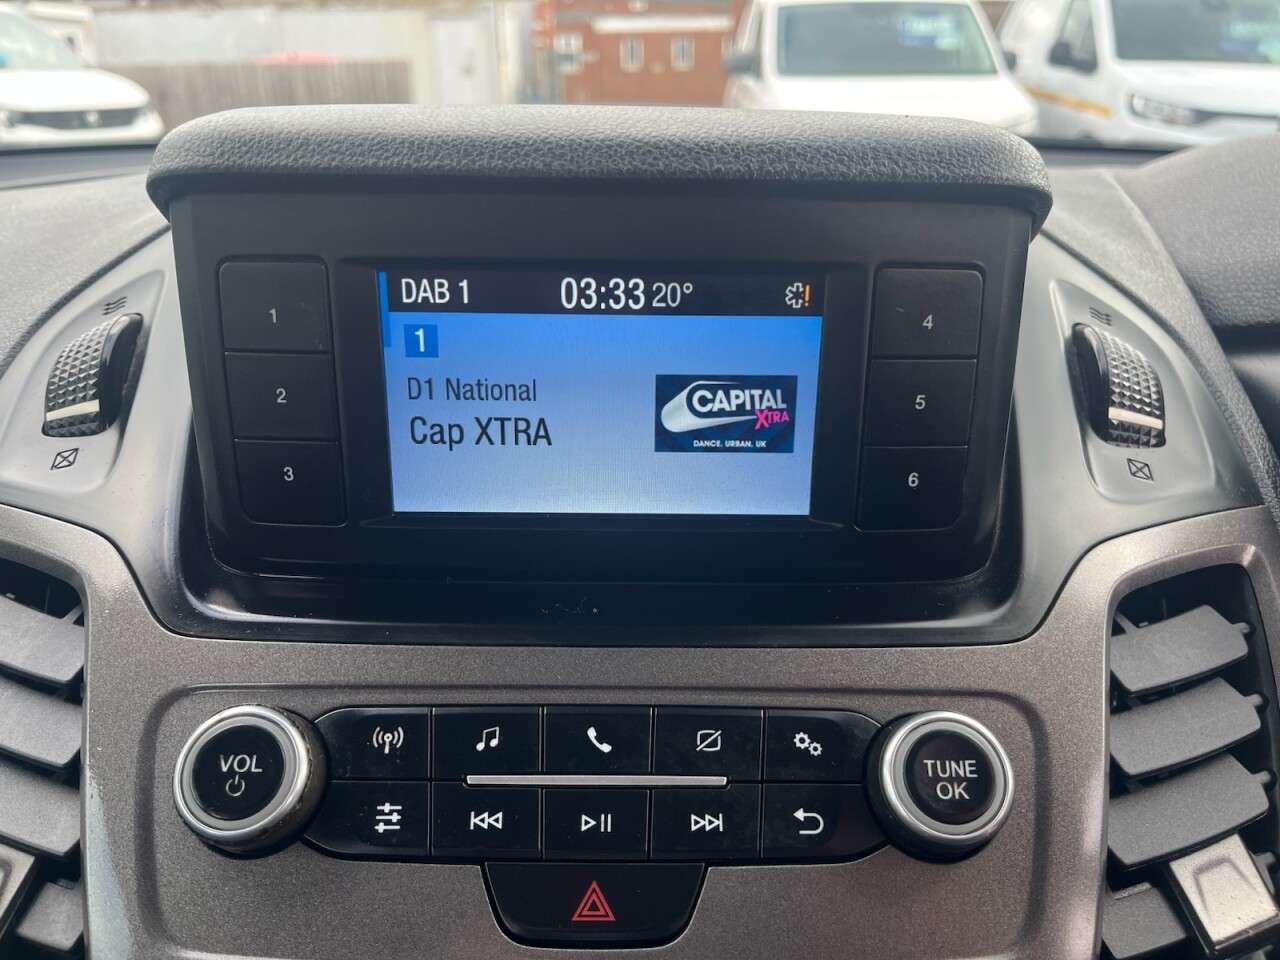 DAB 1 03:33 20°
1
D1 National
Cap XTRA
CAPITAL
XTRA
DANCE. URBAN. UK
1
2
3
4
5
6
VOL
TUNE
OK